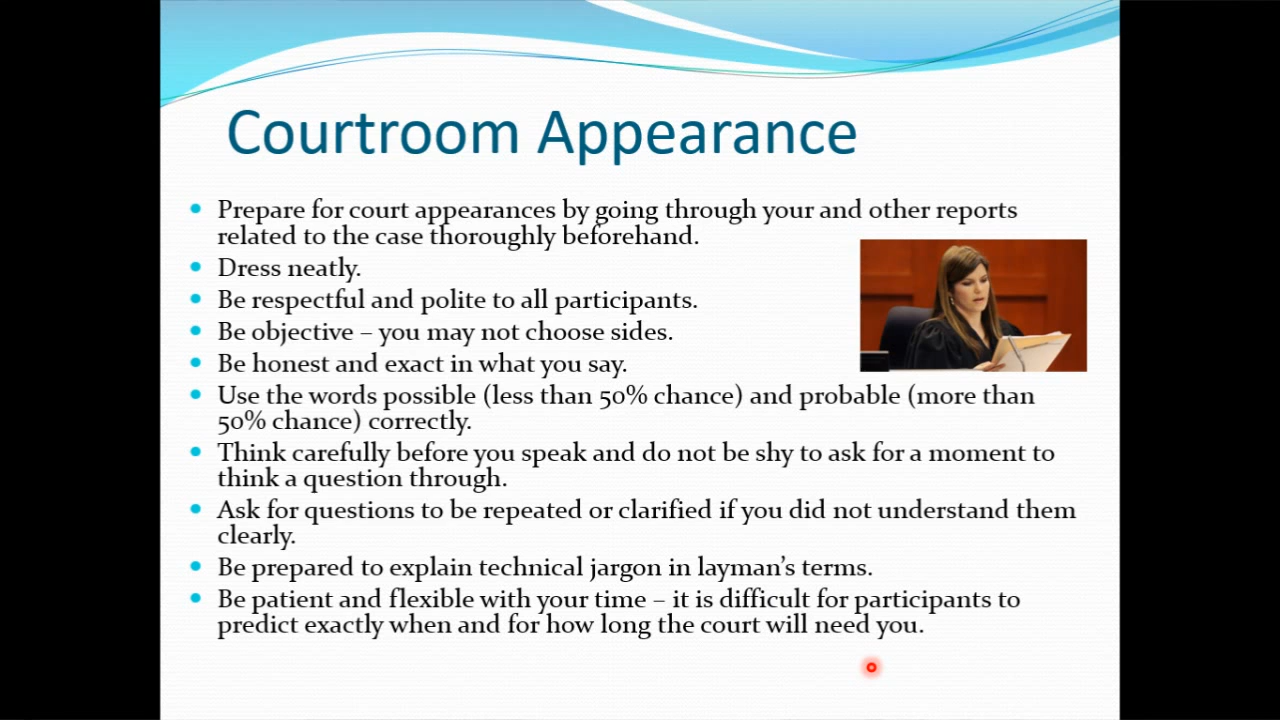 Courtroom Appearance
• Prepare for court appearances by going through your and other reports
related to the case thoroughly beforehand.
• Dress neatly.
• Be respectful and polite to all participants.
• Be objective – you may not choose sides.
• Be honest and exact in what you say.
• Use the words possible (less than 50% chance) and probable (more than
50% chance) correctly.
• Think carefully before you speak and do not be shy to ask for a moment to
think a question through.
• Ask for questions to be repeated or clarified if you did not understand them
clearly.
• Be prepared to explain technical jargon in layman’s terms.
• Be patient and flexible with your time – it is difficult for participants to
predict exactly when and for how long the court will need you.